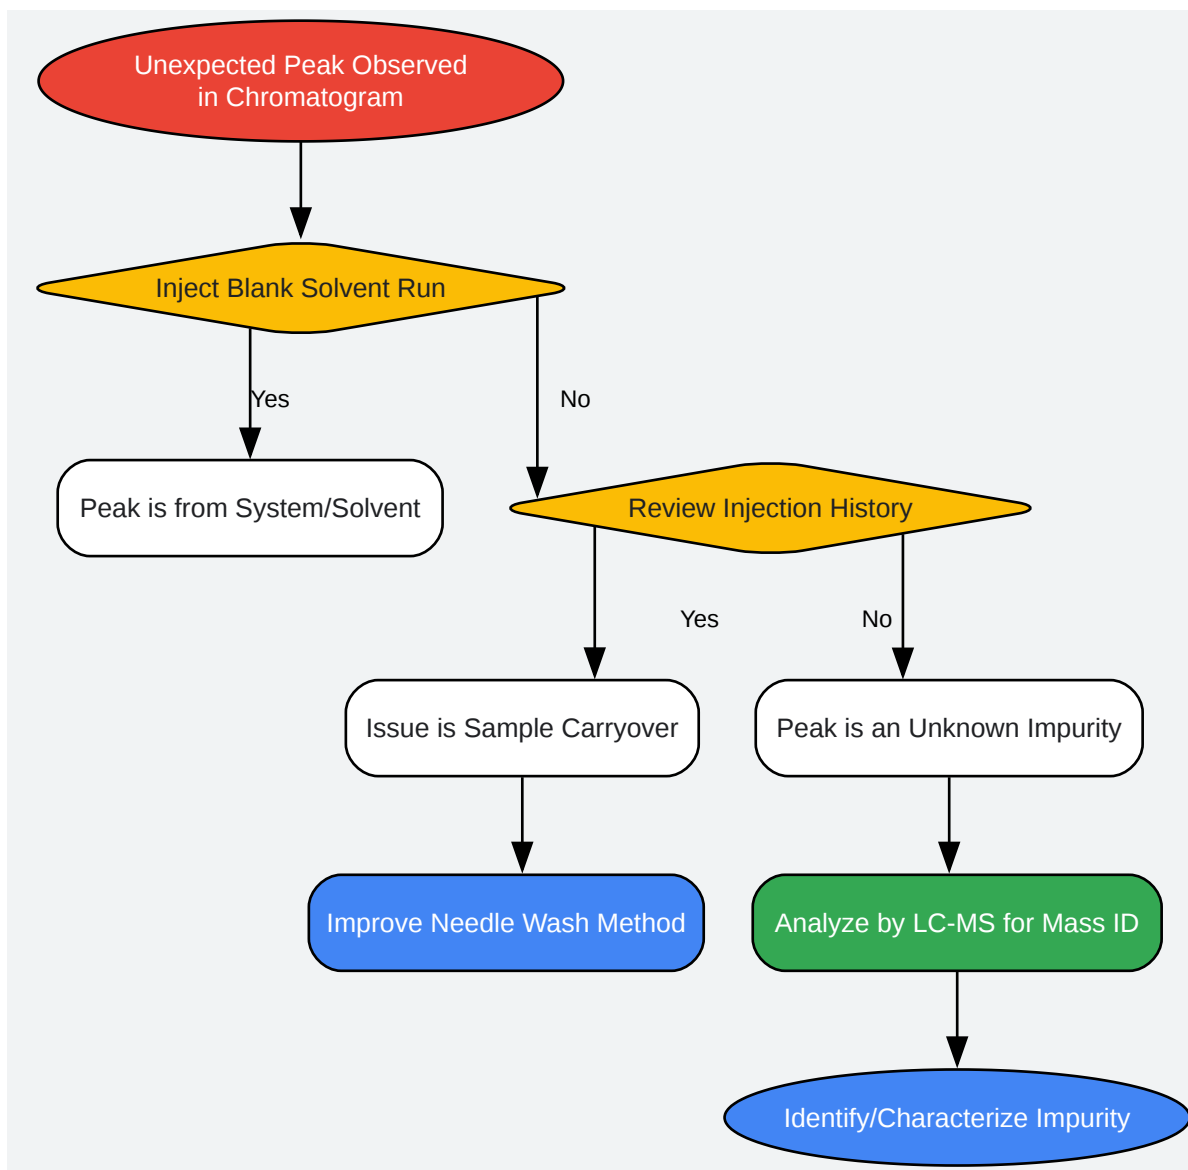 Unexpected Peak Observed
in Chromatogram
Inject Blank Solvent Run
Yes
No
Peak is from System/Solvent
Review Injection History
Yes
No
Issue is Sample Carryover
Peak is an Unknown Impurity
Improve Needle Wash Method
Analyze by LC-MS for Mass ID
Identify/Characterize Impurity